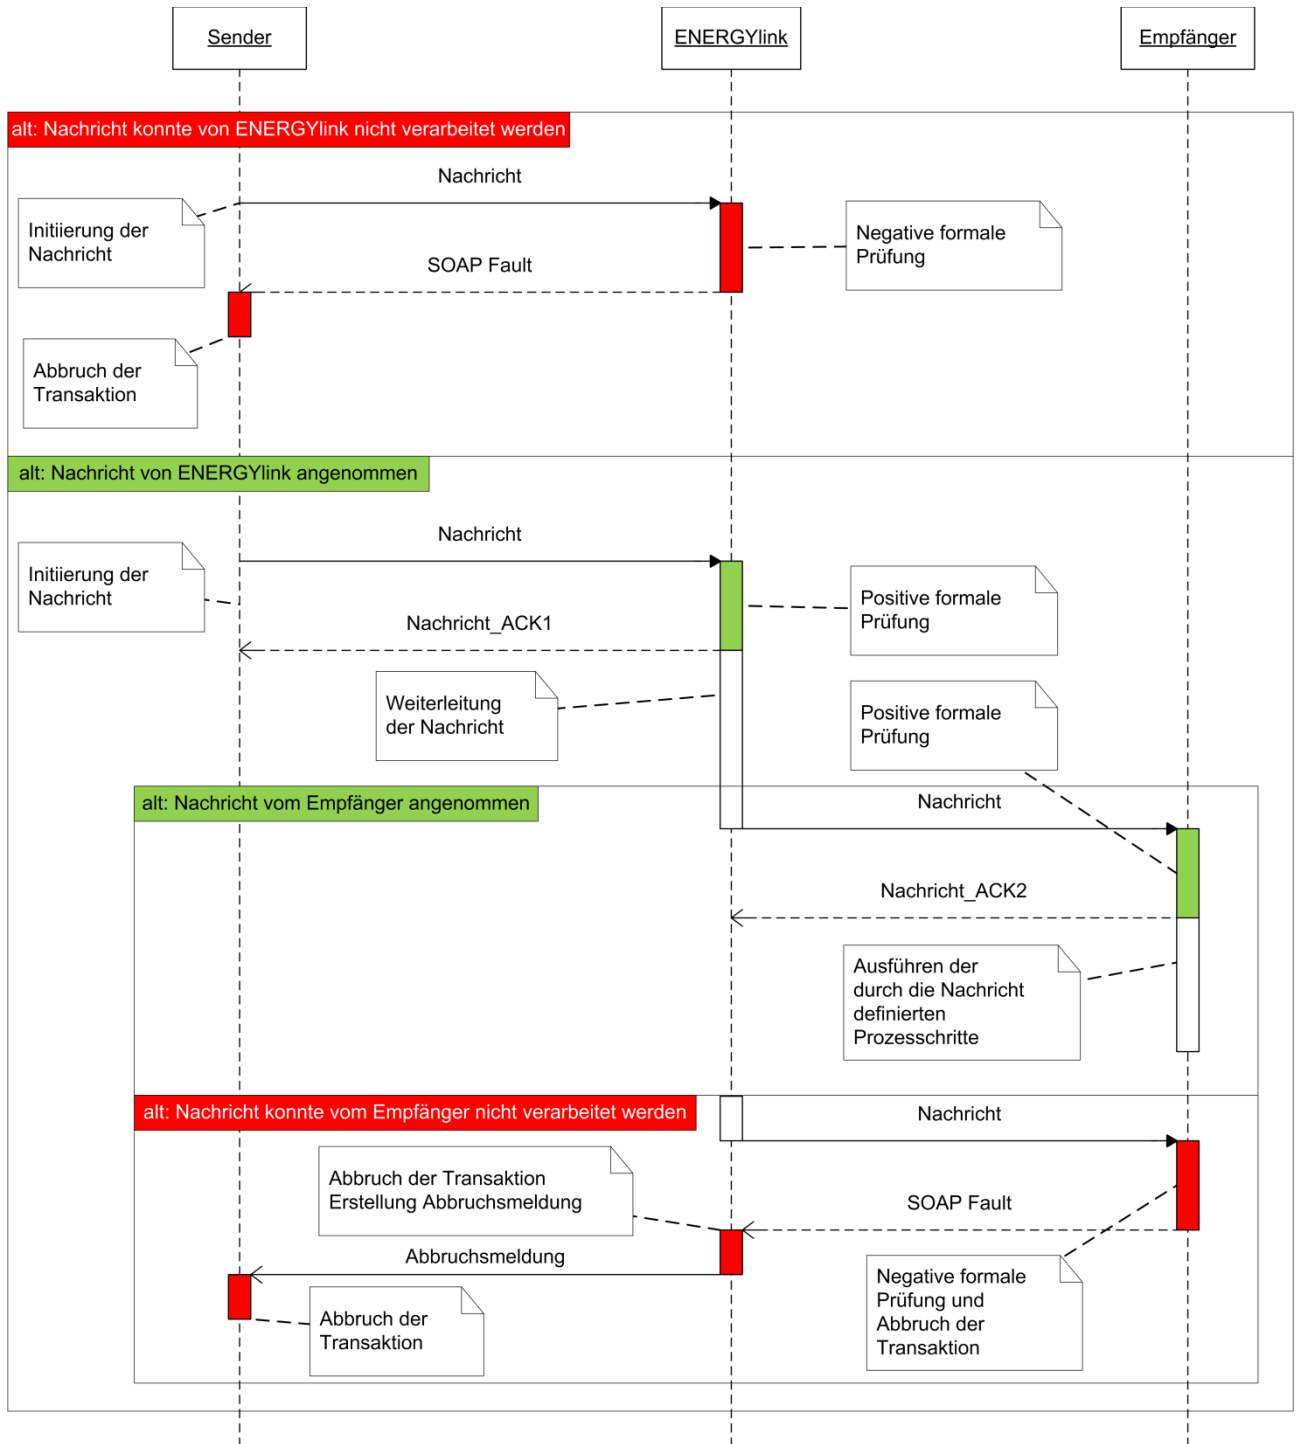 Sender
ENERGYlink
Empfänger
alt: Nachricht konnte von ENERGYlink nicht verarbeitet werden
Nachricht
Initiierung der
Nachricht
Negative formale
Prüfung
SOAP Fault
Abbruch der
Transaktion
alt: Nachricht von ENERGYlink angenommen
Nachricht
Initiierung der
Nachricht
Positive formale
Prüfung
Nachricht_ACK1
Weiterleitung
der Nachricht
Positive formale
Prüfung
alt: Nachricht vom Empfänger angenommen
Nachricht
Nachricht_ACK2
Ausführen der
durch die Nachricht
definierten
Prozesschritte
alt: Nachricht konnte vom Empfänger nicht verarbeitet werden
Nachricht
Abbruch der Transaktion
Erstellung Abbruchsmeldung
SOAP Fault
Abbruchsmeldung
Negative formale
Prüfung und
Abbruch der
Transaktion
Abbruch der
Transaktion